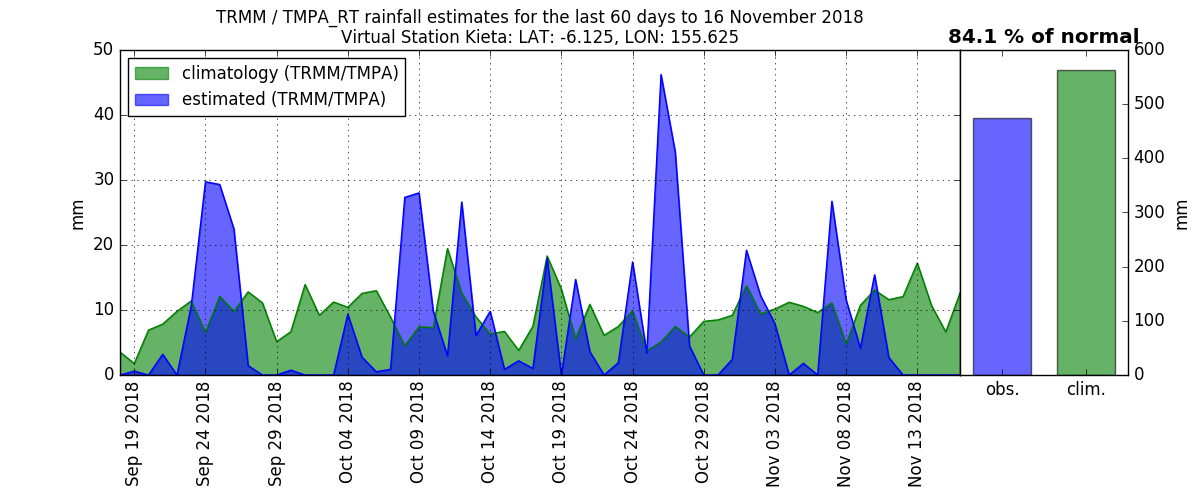 TRMM / TMPA_RT rainfall estimates for the last 60 days to 16 November 2018
Virtual Station Kieta: LAT: -6.125, LON: 155.625
84.1 % of normal
climatology (TRMM/TMPA)
estimated (TRMM/TMPA)
50
40
30
20
10
0
mm
600
500
400
300
200
100
0
mm
Sep 19 2018
Sep 24 2018
Sep 29 2018
Oct 04 2018
Oct 09 2018
Oct 14 2018
Oct 19 2018
Oct 24 2018
Oct 29 2018
Nov 03 2018
Nov 08 2018
Nov 13 2018
obs.
clim.